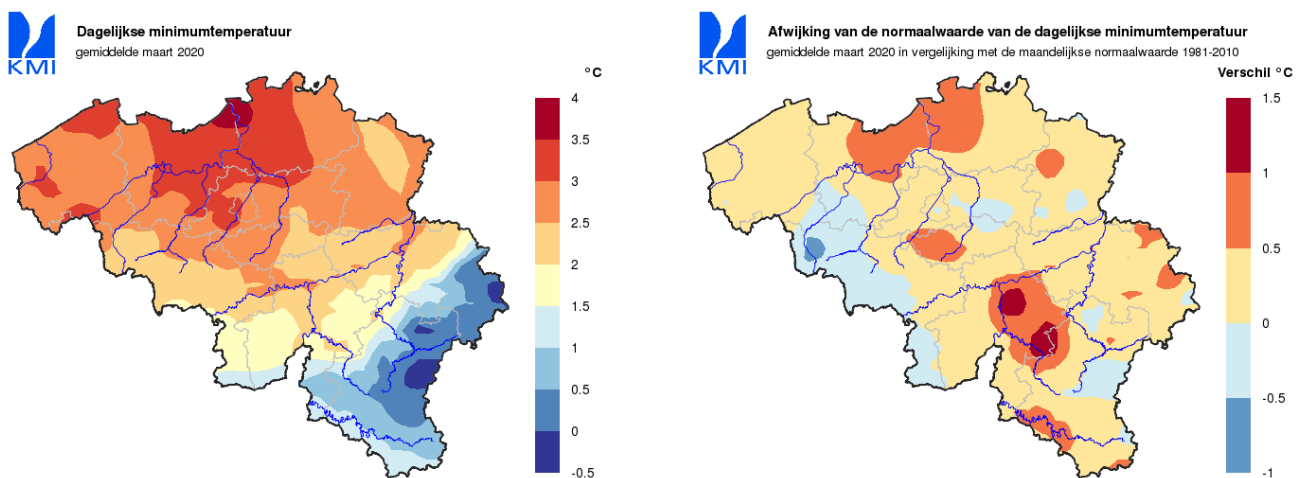 KMI
Dagelijkse minimumtemperatuur
gemiddelde maart 2020
°C
4
3.5
3
2.5
2
1.5
1
0.5
0
-0.5
KMI
Afwijking van de normaalwaarde van de dagelijkse minimumtemperatuur
gemiddelde maart 2020 in vergelijking met de maandelijkse normaalwaarde 1981-2010
Verschil °C
1.5
1
0.5
0
-0.5
-1